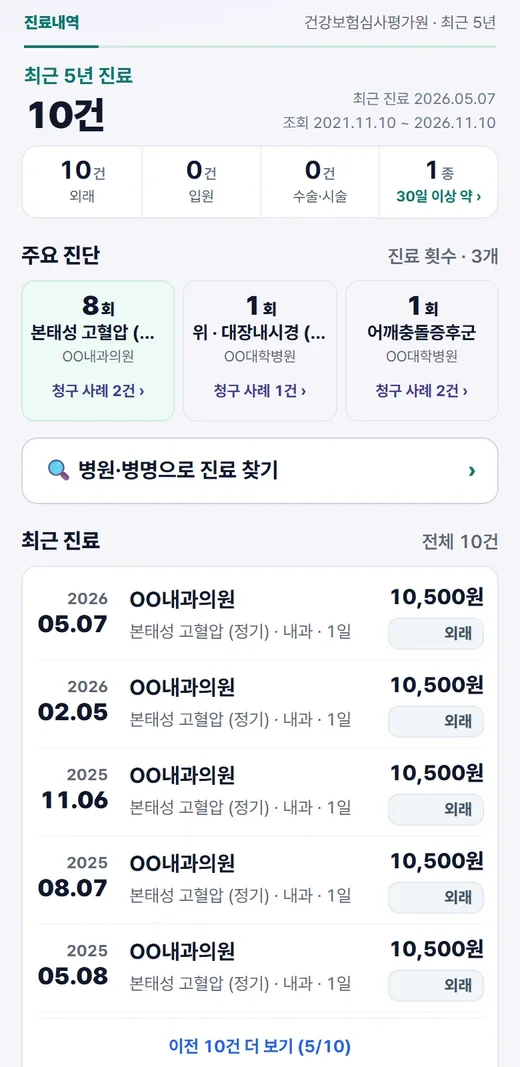 진료내역
건강보험심사평가원 · 최근 5년
최근 5년 진료
10건
최근 진료 2026.05.07
조회 2021.11.10 ~ 2026.11.10
10건
외래
0건
입원
0건
수술·시술
1종
30일 이상 약 ›
주요 진단
진료 횟수 · 3개
8회
본태성 고혈압 (...
OO내과의원
청구 사례 2건 ›
1회
위 · 대장내시경 (...
OO대학병원
청구 사례 1건 ›
1회
어깨충돌증후군
OO대학병원
청구 사례 2건 ›
병원·병명으로 진료 찾기 ›
최근 진료
전체 10건
2026
05.07
OO내과의원
본태성 고혈압 (정기) · 내과 · 1일
10,500원
외래
2026
02.05
OO내과의원
본태성 고혈압 (정기) · 내과 · 1일
10,500원
외래
2025
11.06
OO내과의원
본태성 고혈압 (정기) · 내과 · 1일
10,500원
외래
2025
08.07
OO내과의원
본태성 고혈압 (정기) · 내과 · 1일
10,500원
외래
2025
05.08
OO내과의원
본태성 고혈압 (정기) · 내과 · 1일
10,500원
외래
이전 10건 더 보기 (5/10)